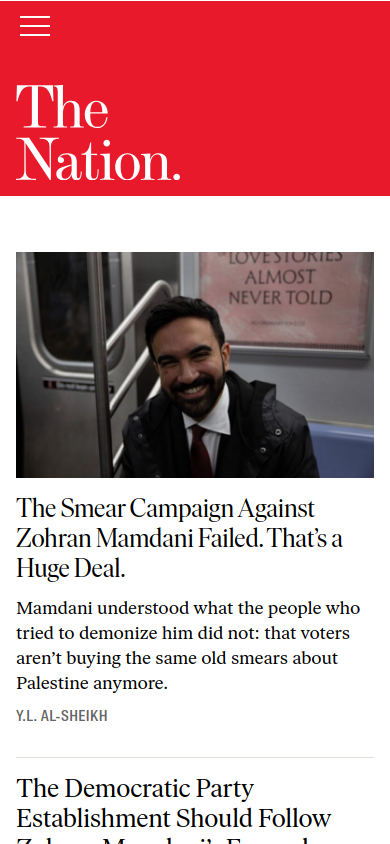 The
Nation.
LOVE STORIES
ALMOST
NEVER TOLD
The Smear Campaign Against
Zohran Mamdani Failed. That’s a
Huge Deal.
Mamdani understood what the people who
tried to demonize him did not: that voters
aren’t buying the same old smears about
Palestine anymore.
Y.L. AL-SHEIKH
The Democratic Party
Establishment Should Follow